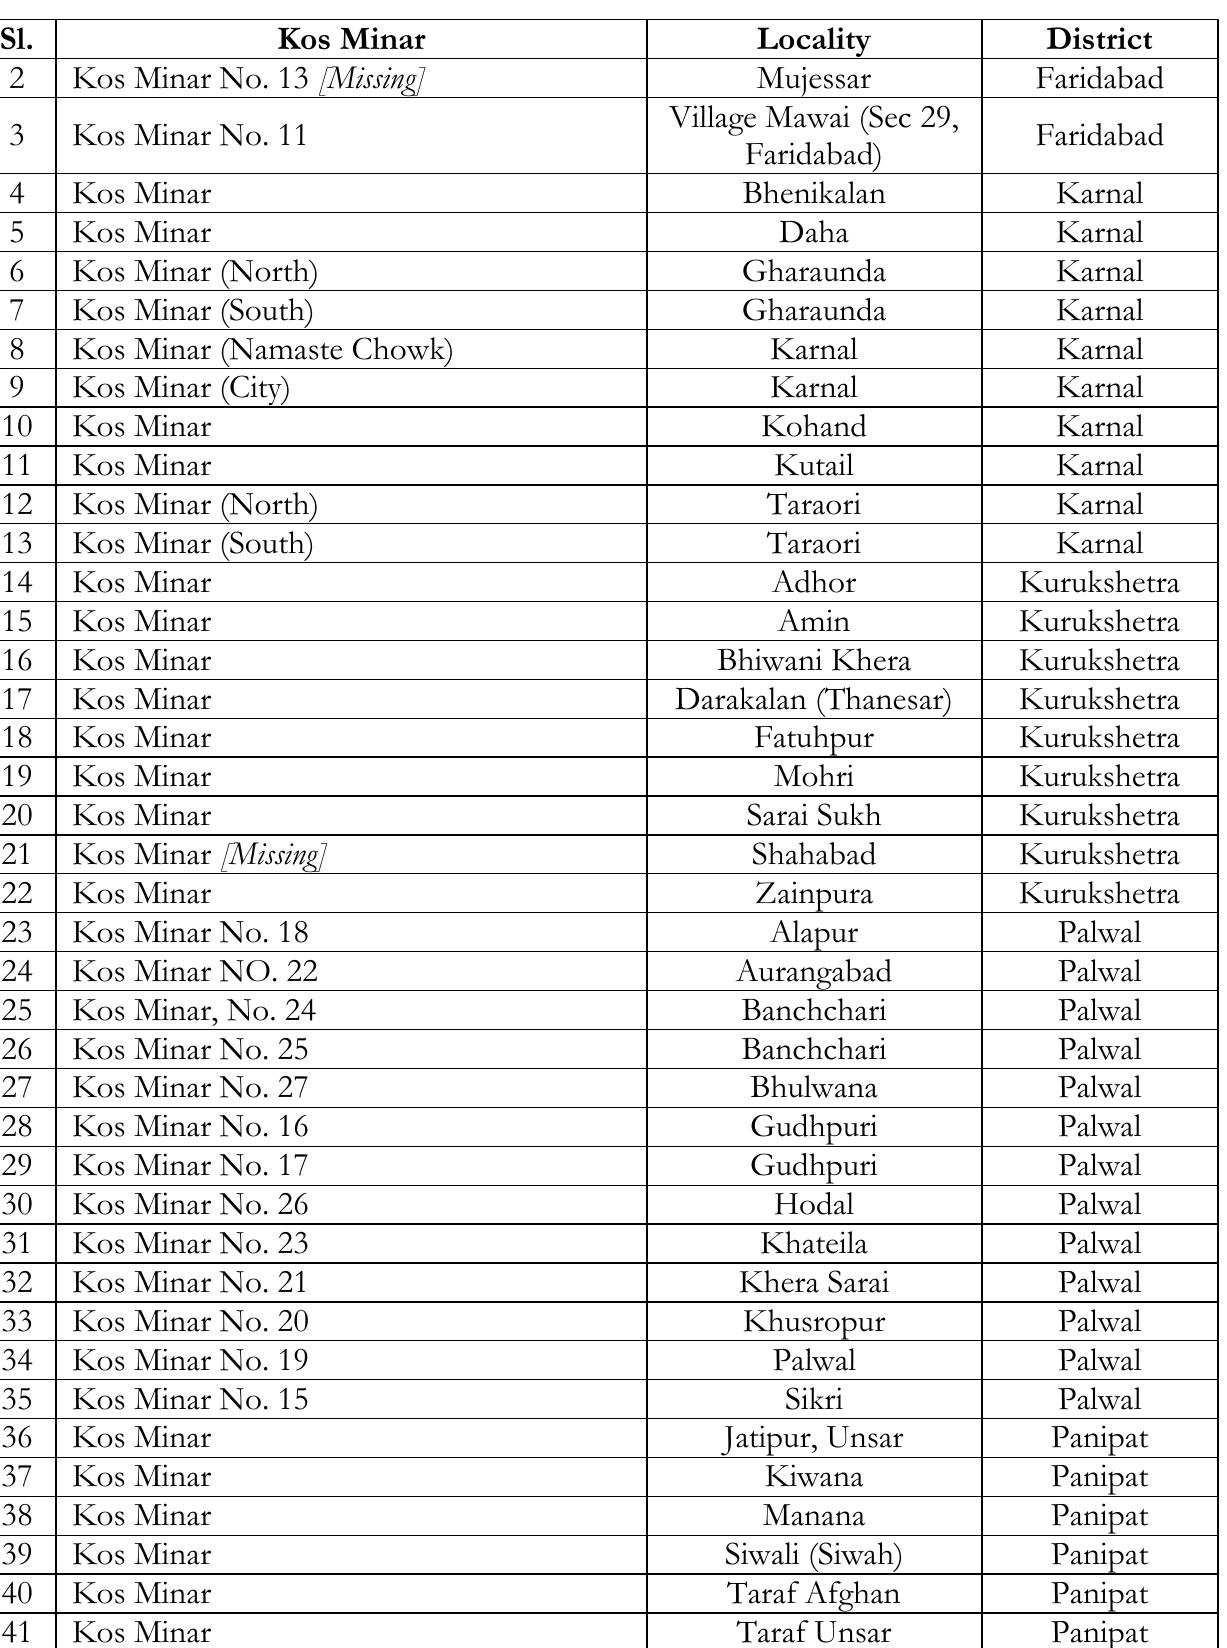 Sl. Kos Minar Locality District
2 Kos Minar No. 13 [Missing] Mujessar Faridabad
3 Kos Minar No. 11 Village Mawai (Sec 29, Faridabad) Faridabad
4 Kos Minar Bhenikalan Karnal
5 Kos Minar Daha Karnal
6 Kos Minar (North) Gharaunda Karnal
7 Kos Minar (South) Gharaunda Karnal
8 Kos Minar (Namaste Chowk) Karnal Karnal
9 Kos Minar (City) Karnal Karnal
10 Kos Minar Kohand Karnal
11 Kos Minar Kutail Karnal
12 Kos Minar (North) Taraori Karnal
13 Kos Minar (South) Taraori Karnal
14 Kos Minar Adhor Kurukshetra
15 Kos Minar Amin Kurukshetra
16 Kos Minar Bhiwani Khera Kurukshetra
17 Kos Minar Darakalan (Thanesar) Kurukshetra
18 Kos Minar Fatuhpur Kurukshetra
19 Kos Minar Mohri Kurukshetra
20 Kos Minar Sarai Sukh Kurukshetra
21 Kos Minar [Missing] Shahabad Kurukshetra
22 Kos Minar Zainpura Kurukshetra
23 Kos Minar No. 18 Alapur Palwal
24 Kos Minar NO. 22 Aurangabad Palwal
25 Kos Minar, No. 24 Banchchari Palwal
26 Kos Minar No. 25 Banchchari Palwal
27 Kos Minar No. 27 Bhulwana Palwal
28 Kos Minar No. 16 Gudhpuri Palwal
29 Kos Minar No. 17 Gudhpuri Palwal
30 Kos Minar No. 26 Hodal Palwal
31 Kos Minar No. 23 Khateila Palwal
32 Kos Minar No. 21 Khera Sarai Palwal
33 Kos Minar No. 20 Khusropur Palwal
34 Kos Minar No. 19 Palwal Palwal
35 Kos Minar No. 15 Sikri Palwal
36 Kos Minar Jatipur, Unsar Panipat
37 Kos Minar Kiwana Panipat
38 Kos Minar Manana Panipat
39 Kos Minar Siwali (Siwah) Panipat
40 Kos Minar Taraf Afghan Panipat
41 Kos Minar Taraf Unsar Panipat